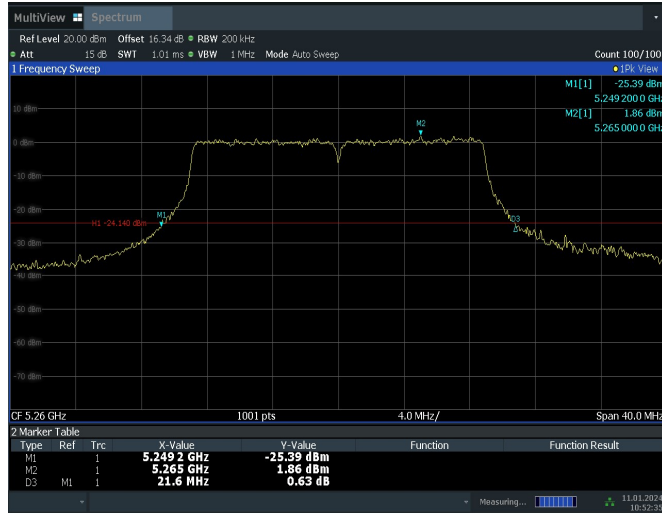 MultiView Spectrum
Ref Level 20.00 dBm Offset 16.34 dB RBW 200 kHz
Att 15 dB SWT 1.01 ms VBW 1 MHz Mode Auto Sweep Count 100/100
1 Frequency Sweep 1Pk View
M1[1] -25.39 dBm
5.249 200 0 GHz
10 dBm M2[1] 1.86 dBm
M2 5.265 000 0 GHz
0 dBm
-10 dBm
-20 dBm
M1 D3
H1 -24.140 dBm
-30 dBm
-40 dBm
-50 dBm
-60 dBm
-70 dBm
CF 5.26 GHz 1001 pts 4.0 MHz/ Span 40.0 MHz
2 Marker Table
Type Ref Trc X-Value Y-Value Function Function Result
M1 1 5.249 2 GHz -25.39 dBm
M2 1 5.265 GHz 1.86 dBm
D3 M1 1 21.6 MHz 0.63 dB
Measuring... 11.01.2024
10:52:35